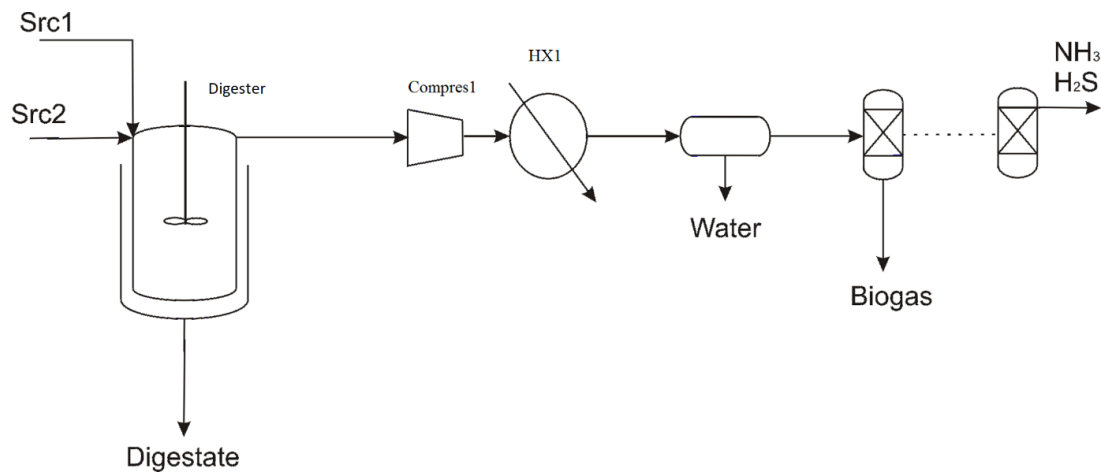 Src1
HX1
NH₃
Digester
Compres1
H₂S
Src2
Water
Biogas
Digestate